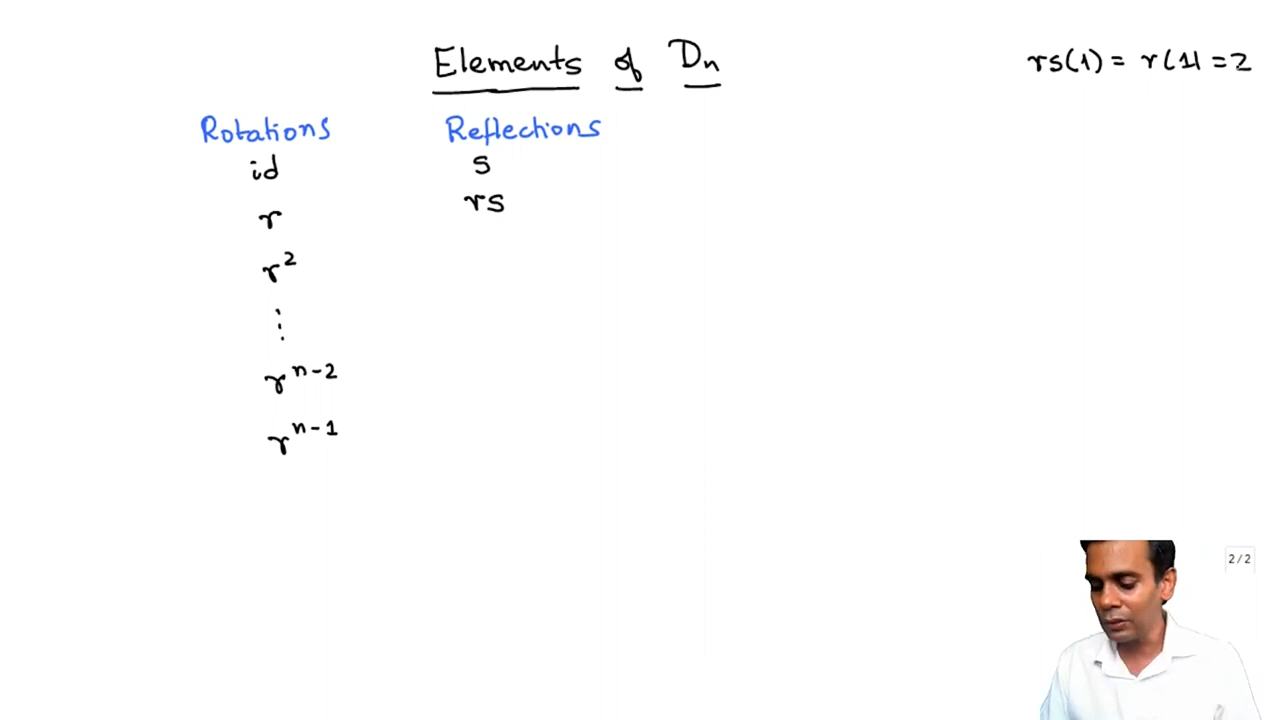 Elements of Dn
rs(1) = r(1) = 2
Rotations Reflections
id s
r rs
r²
⋮
rⁿ⁻²
rⁿ⁻¹
2/2